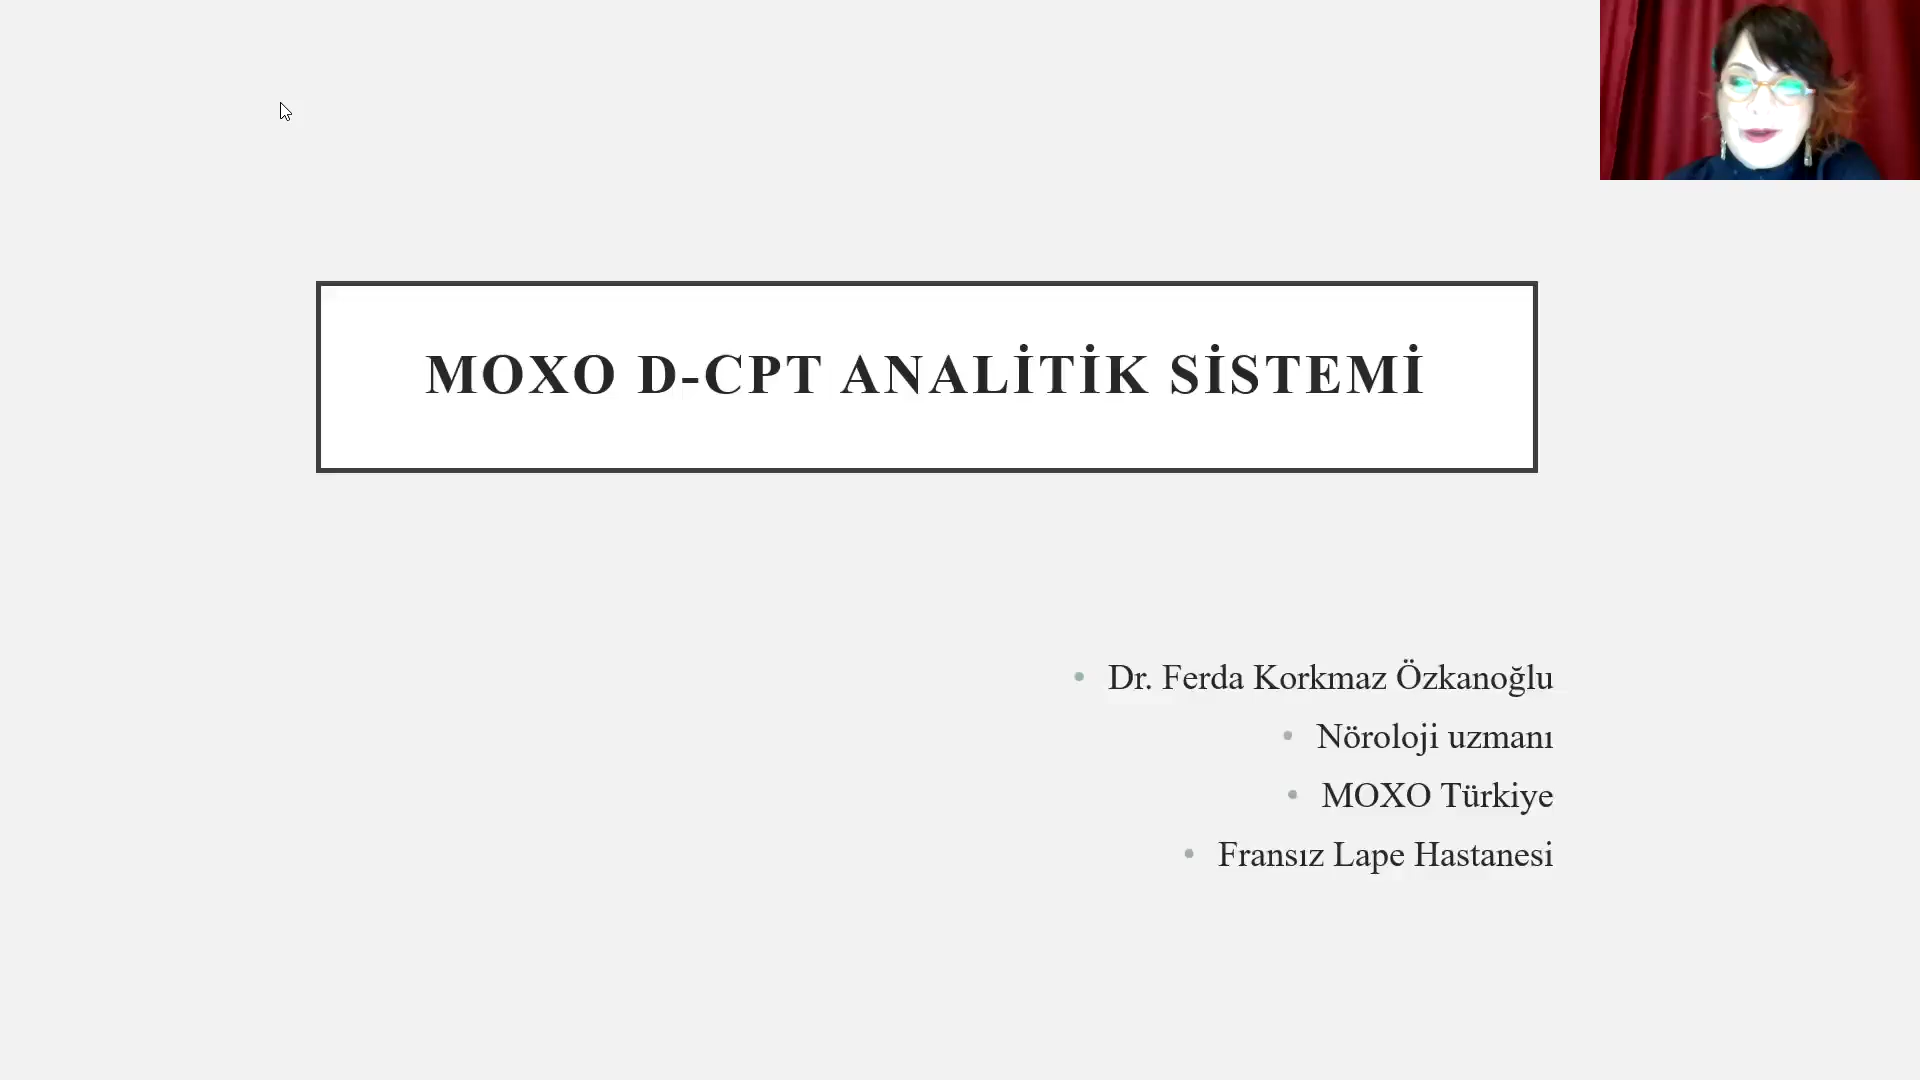 MOXO D-CPT ANALİTİK SİSTEMİ
Dr. Ferda Korkmaz Özkanoğlu
Nöroloji uzmanı
MOXO Türkiye
Fransız Lape Hastanesi